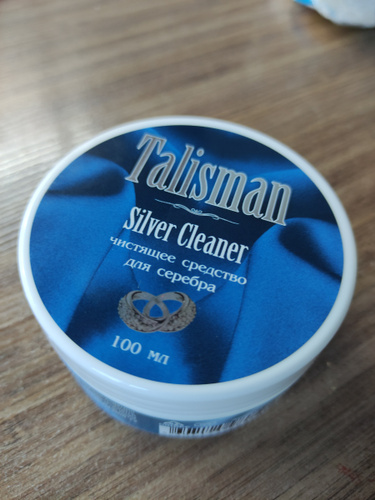 Talisman
Silver Cleaner
чистящее средство
для серебра
100 мл